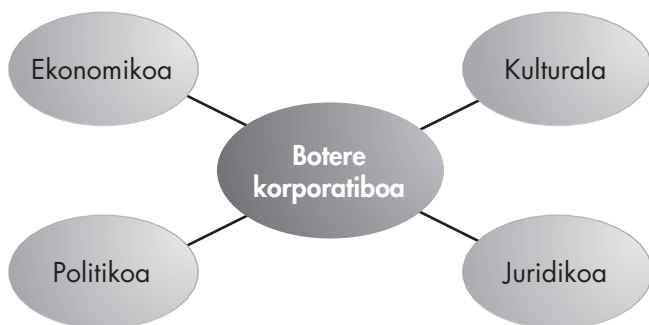 Ekonomikoa
Kulturala
Botere
korporatiboa
Politikoa
Juridikoa